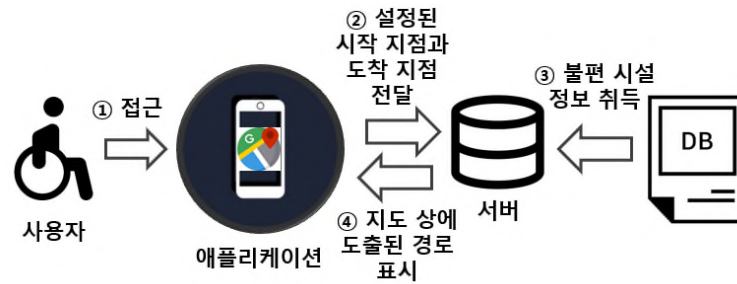 ① 접근
② 설정된
시작 지점과
도착 지점
전달
③ 불편 시설
정보 취득
G
DB
사용자
애플리케이션
④ 지도 상에
도출된 경로
표시
서버